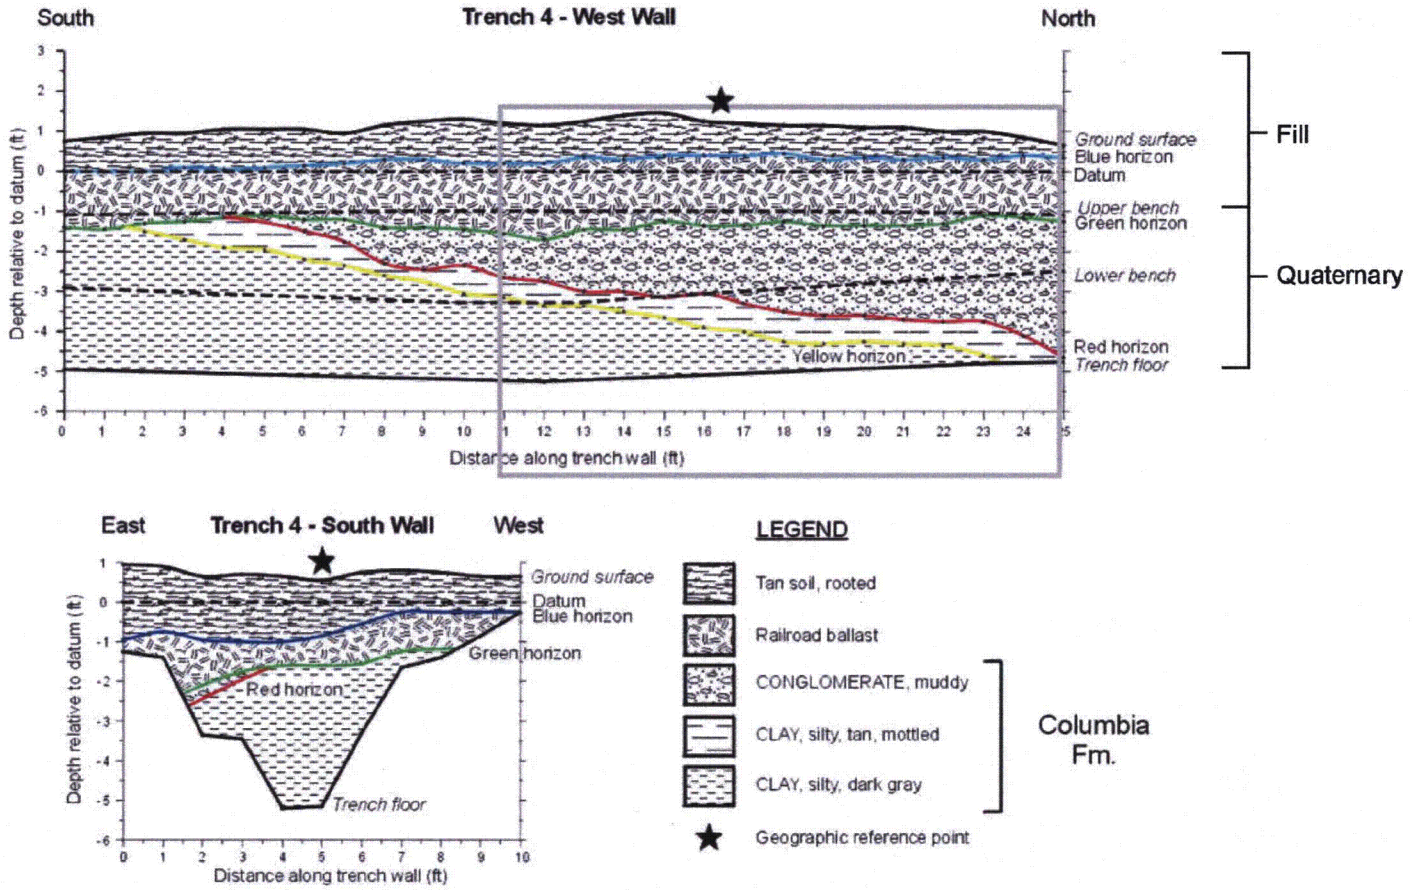 South Trench 4 - West Wall North
3
2
1
0
-1
-2
-3
-4
-5
-6
Depth relative to datum (ft)
Ground surface
Blue horizon
Datum
Upper bench
Green horizon
Lower bench
Red horizon
Trench floor
Yellow horizon
Fill
Quaternary
0 1 2 3 4 5 6 7 8 9 10 1 12 13 14 15 16 17 18 19 20 21 22 23 24 5
Distance along trench wall (ft)
East Trench 4 - South Wall West
1
0
-1
-2
-3
-4
-5
-6
Depth relative to datum (ft)
Ground surface
Datum
Blue horizon
Green horizon
Red horizon
Trench floor
0 1 2 3 4 5 6 7 8 9 10
Distance along trench wall (ft)
LEGEND
Tan soil, rooted
Railroad ballast
CONGLOMERATE, muddy
CLAY, silty, tan, mottled
CLAY, silty, dark gray
Geographic reference point
Columbia
Fm.